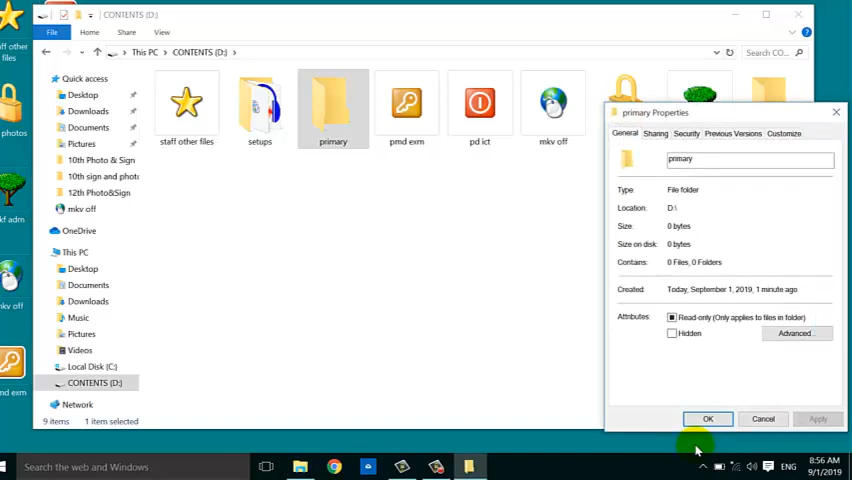 CONTENTS (D:)
File
Home
Share
View
This PC
CONTENTS (D:)
Search CO...
Quick access
Desktop
Downloads
Documents
Pictures
10th Photo & Sign
10th sign and photo
12th Photo&Sign
mkv off
OneDrive
This PC
Desktop
Documents
Downloads
Music
Pictures
Videos
Local Disk (C:)
CONTENTS (D:)
Network
9 items
1 item selected
staff other files
setups
primary
pmd exm
pd ict
mkv off
primary Properties
General
Sharing
Security
Previous Versions
Customize
primary
Type:
File folder
Location:
D:\
Size:
0 bytes
Size on disk:
0 bytes
Contains:
0 Files, 0 Folders
Created:
Today, September 1, 2019, 1 minute ago
Attributes:
Read-only (Only applies to files in folder)
Hidden
Advanced...
OK
Cancel
Apply
aff other
files
photos
kf adm
nkv off
md exm
Search the web and Windows
ENG
8:56 AM
9/1/2019